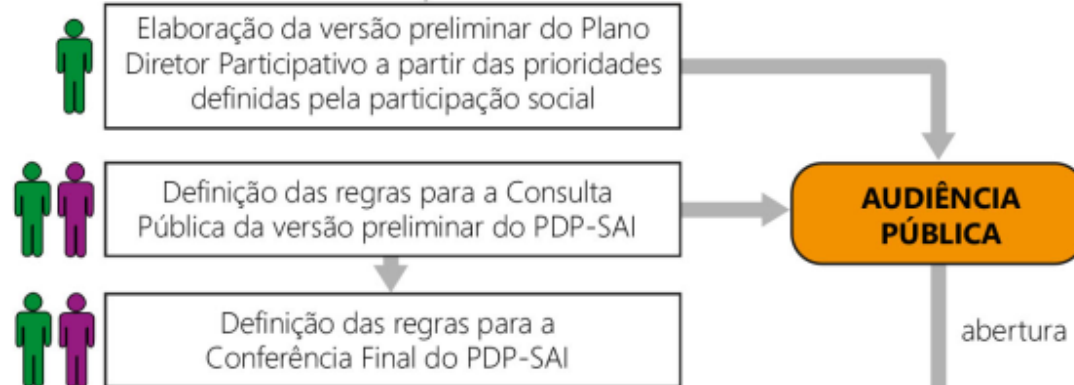 Elaboração da versão preliminar do Plano
Diretor Participativo a partir das prioridades
definidas pela participação social
Definição das regras para a Consulta
Pública da versão preliminar do PDP-SAI
AUDIÊNCIA
PÚBLICA
Definição das regras para a
Conferência Final do PDP-SAI
abertura